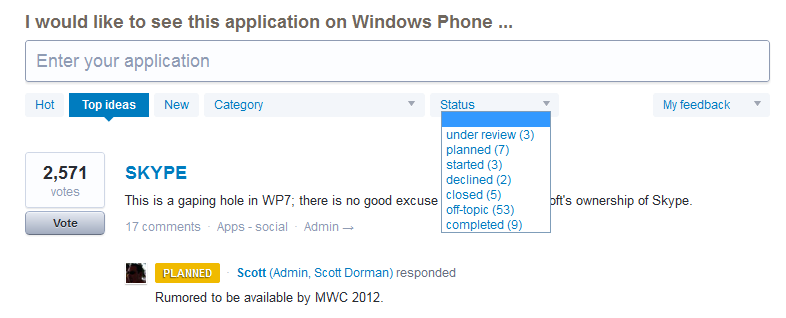 I would like to see this application on Windows Phone ...
Enter your application
Hot Top ideas New Category Status My feedback
under review (3)
planned (7)
started (3)
declined (2)
closed (5)
off-topic (53)
completed (9)
2,571
votes
Vote
SKYPE
This is a gaping hole in WP7; there is no good excuse oft's ownership of Skype.
17 comments · Apps - social · Admin →
PLANNED · Scott (Admin, Scott Dorman) responded
Rumored to be available by MWC 2012.